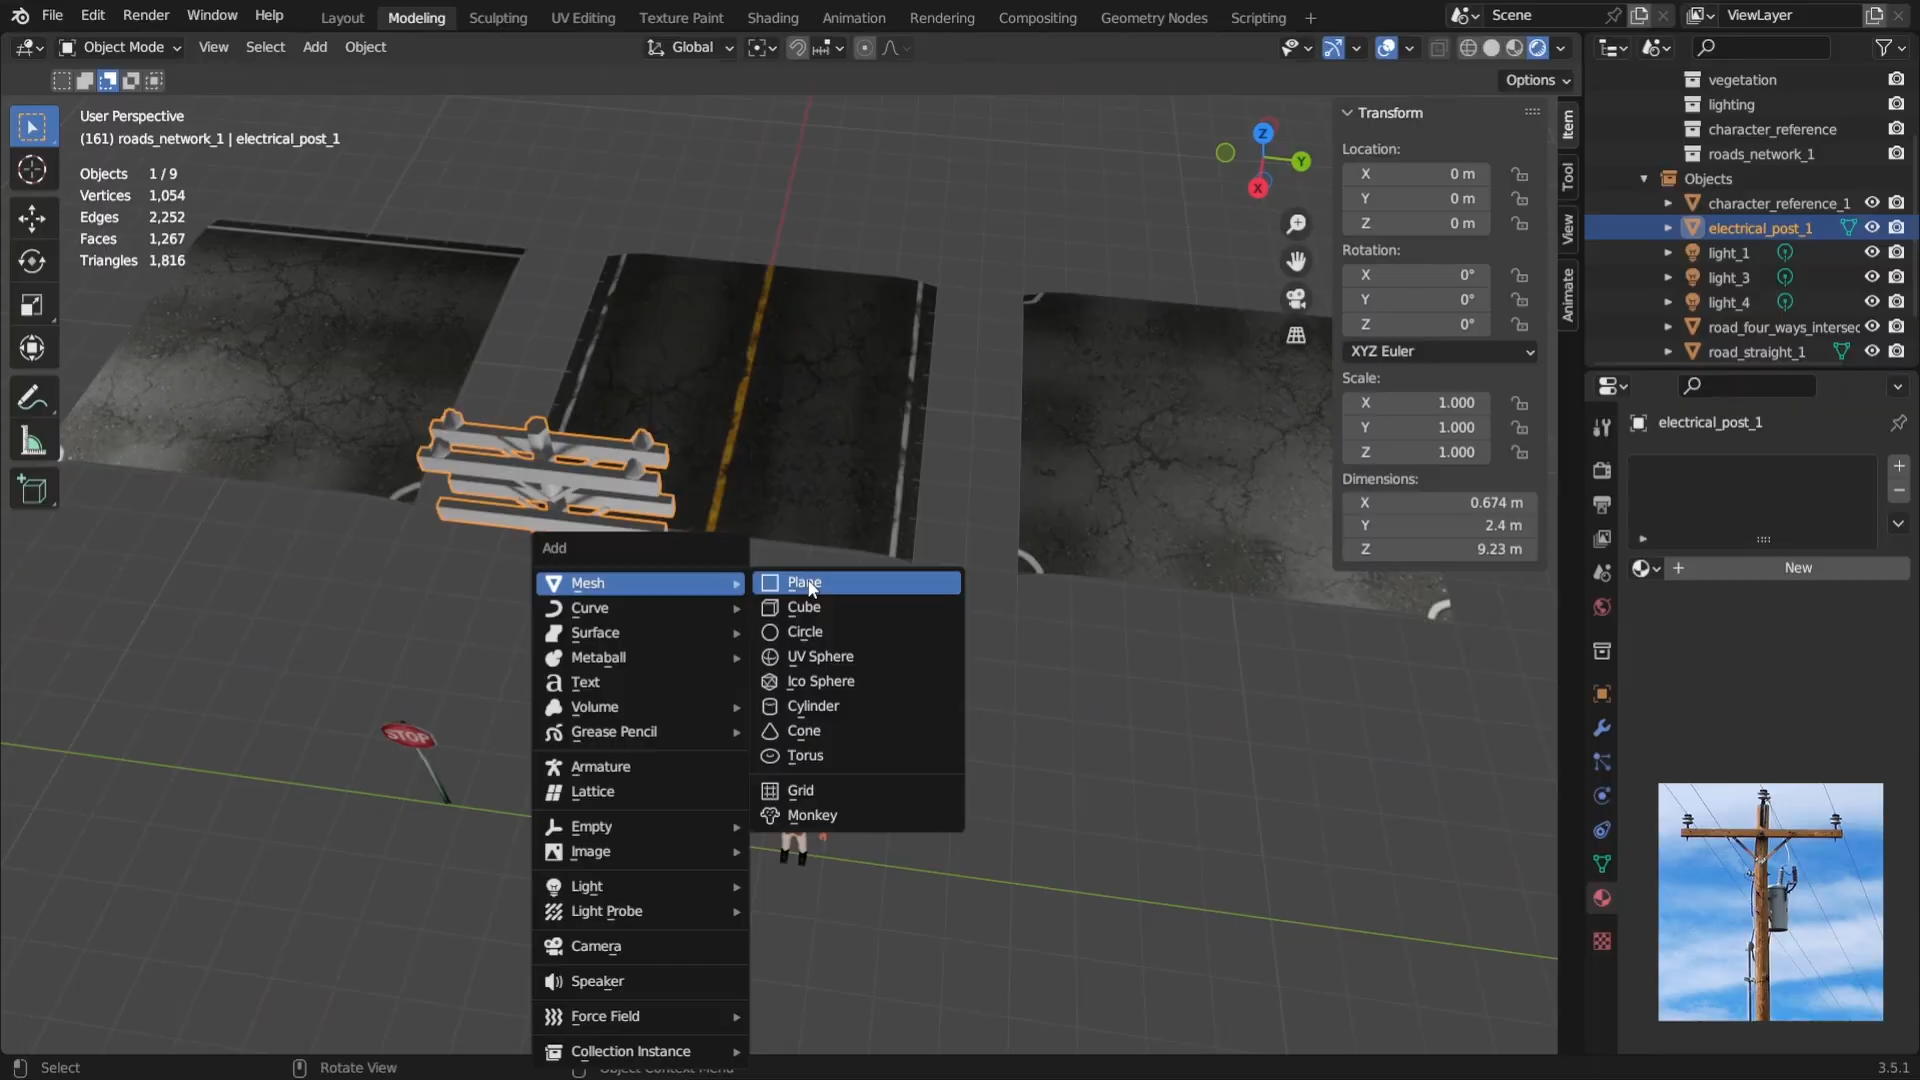 File Edit Render Window Help
Layout Modeling Sculpting UV Editing Texture Paint Shading Animation Rendering Compositing Geometry Nodes Scripting +
Scene
ViewLayer
Object Mode View Select Add Object
Global
Options
User Perspective
(161) roads_network_1 | electrical_post_1
Objects 1 / 9
Vertices 1,054
Edges 2,252
Faces 1,267
Triangles 1,816
Z
Y
X
Transform
Location:
X 0 m
Y 0 m
Z 0 m
Rotation:
X 0°
Y 0°
Z 0°
XYZ Euler
Scale:
X 1.000
Y 1.000
Z 1.000
Dimensions:
X 0.674 m
Y 2.4 m
Z 9.23 m
Item
Tool
View
Animate
vegetation
lighting
character_reference
roads_network_1
Objects
character_reference_1
electrical_post_1
light_1
light_3
light_4
road_four_ways_intersec
road_straight_1
electrical_post_1
New
STOP
Add
Mesh
Curve
Surface
Metaball
Text
Volume
Grease Pencil
Armature
Lattice
Empty
Image
Light
Light Probe
Camera
Speaker
Force Field
Collection Instance
Plane
Cube
Circle
UV Sphere
Ico Sphere
Cylinder
Cone
Torus
Grid
Monkey
Select
Rotate View
Object Context Menu
3.5.1